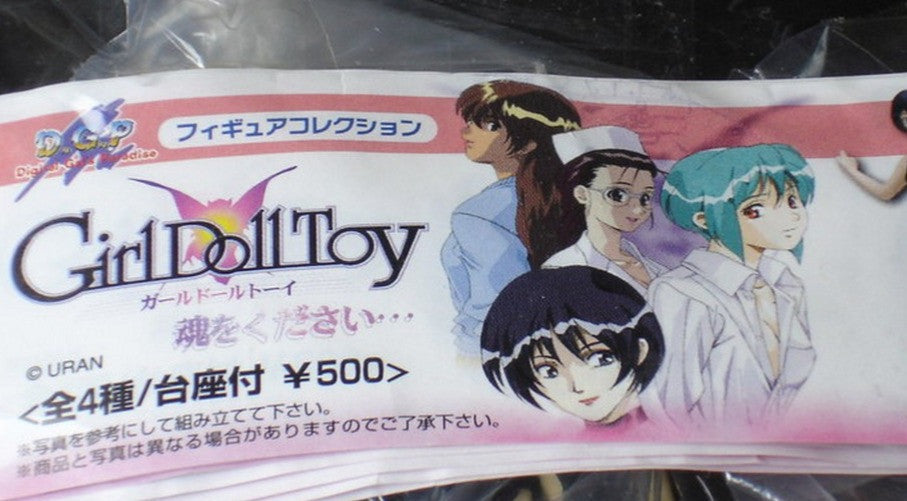 D.G.P
Digital Gals Paradise
フィギュアコレクション
Girl Doll Toy
ガールドールトーイ
魂をください…
© URAN
<全4種/台座付 ¥500>
※写真を参考にして組み立てて下さい。
※商品と写真は異なる場合がありますのでご了承下さい。